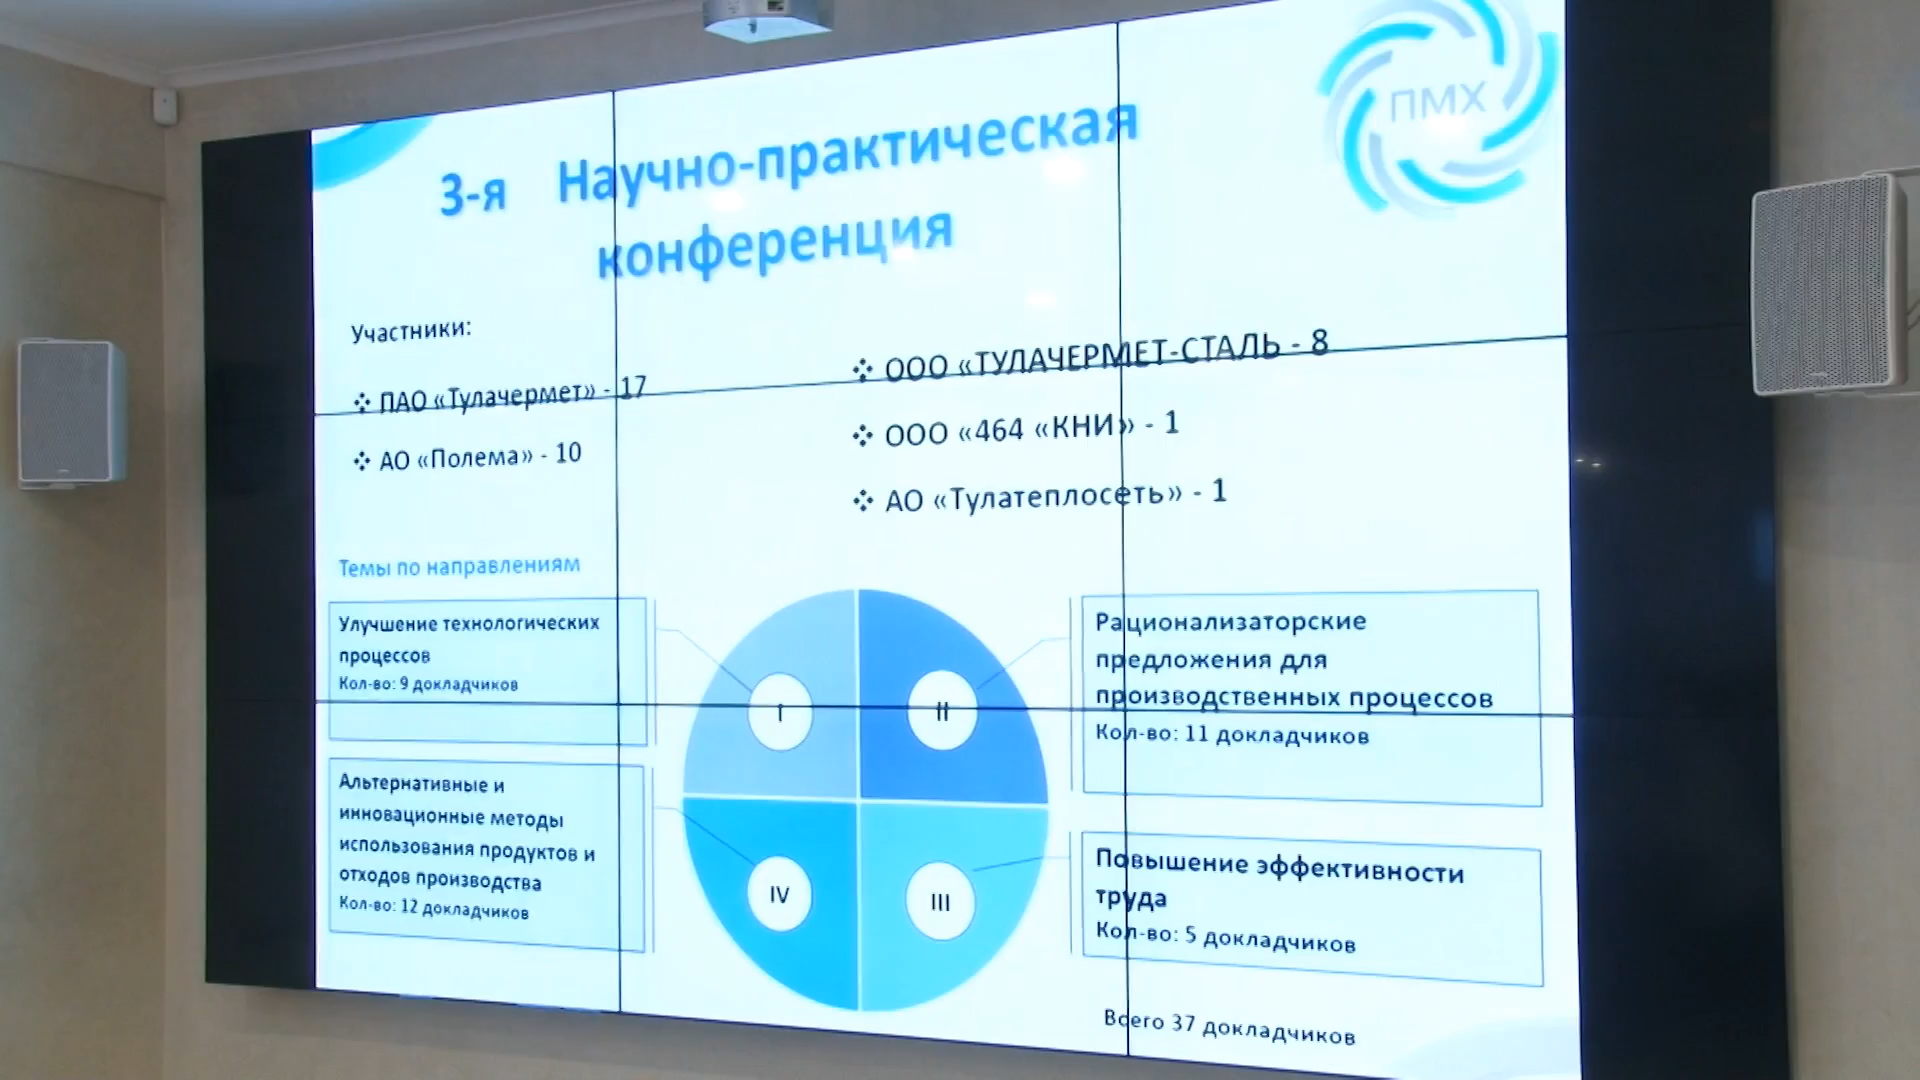 ПМХ
3-я Научно-практическая
конференция
Участники:
❖ ПАО «Тулачермет» - 17
❖ АО «Полема» - 10
❖ ООО «ТУЛАЧЕРМЕТ-СТАЛЬ - 8
❖ ООО «464 «КНИ» - 1
❖ АО «Тулатеплосеть» - 1
Темы по направлениям
Улучшение технологических
процессов
Кол-во: 9 докладчиков
I
II
Рационализаторские
предложения для
производственных процессов
Кол-во: 11 докладчиков
Альтернативные и
инновационные методы
использования продуктов и
отходов производства
Кол-во: 12 докладчиков
IV
III
Повышение эффективности
труда
Кол-во: 5 докладчиков
Всего 37 докладчиков